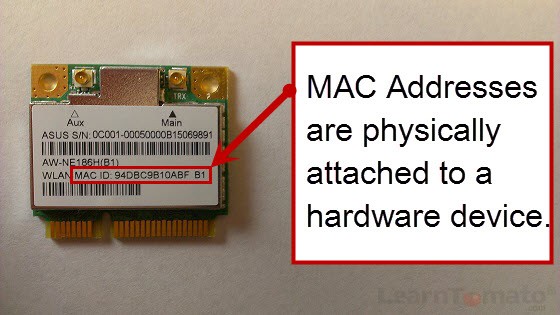 Aux
Main
TRX
ASUS S/N: 0C001-00050000B15069891
AW-NE186H(B1)
WLAN MAC ID: 94DBC9B10ABF B1
MAC Addresses
are physically
attached to a
hardware device.
LearnTomato
.com